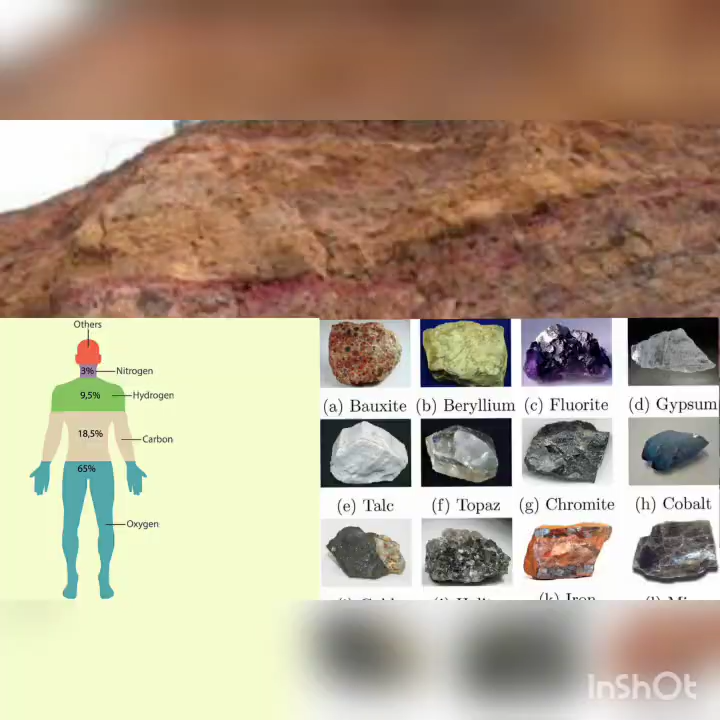 Others
3%
Nitrogen
9,5%
Hydrogen
18,5%
Carbon
65%
Oxygen
(a) Bauxite (b) Beryllium (c) Fluorite (d) Gypsum
(e) Talc (f) Topaz (g) Chromite (h) Cobalt
(k) Iron
InShOt